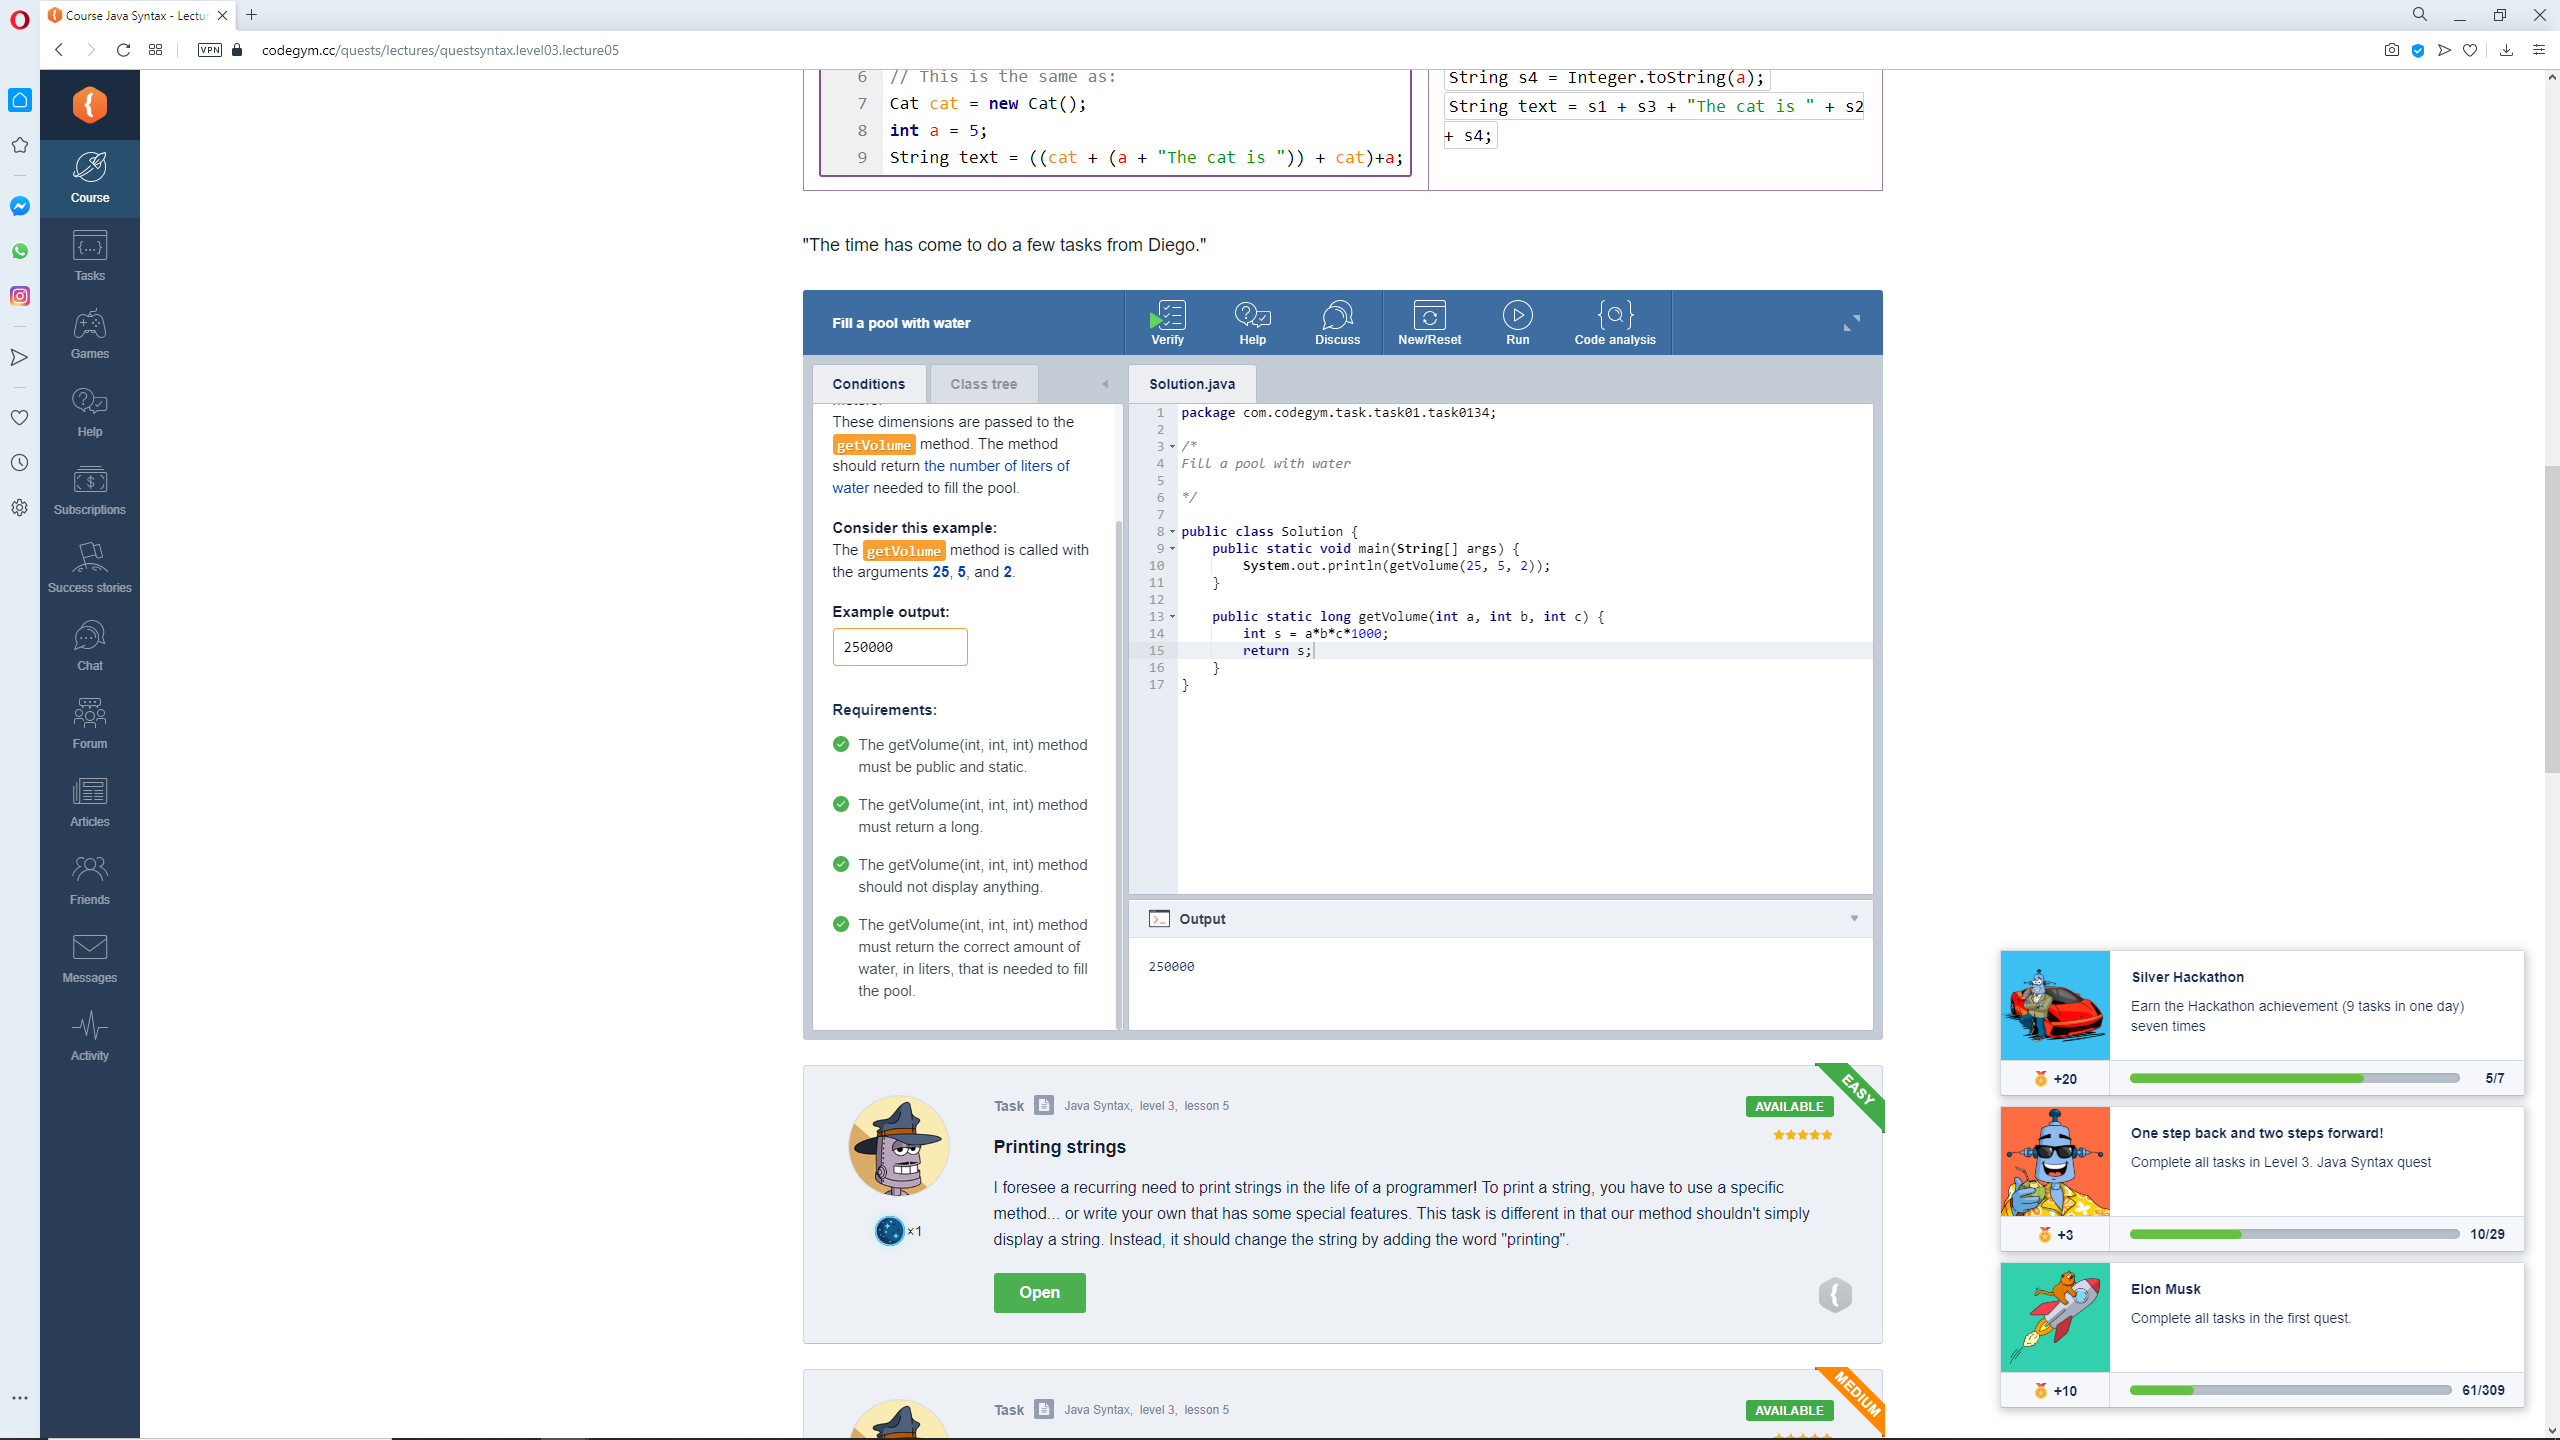 Course Java Syntax - Lectu
VPN
codegym.cc/quests/lectures/questsyntax.level03.lecture05
Course
Tasks
Games
Help
Subscriptions
Success stories
Chat
Forum
Articles
Friends
Messages
Activity
6 // This is the same as:
7 Cat cat = new Cat();
8 int a = 5;
9 String text = ((cat + (a + "The cat is ")) + cat)+a;
String s4 = Integer.toString(a);
String text = s1 + s3 + "The cat is " + s2
+ s4;
"The time has come to do a few tasks from Diego."
Fill a pool with water
Verify
Help
Discuss
New/Reset
Run
Code analysis
Conditions
Class tree
These dimensions are passed to the
getVolume method. The method
should return the number of liters of
water needed to fill the pool.
Consider this example:
The getVolume method is called with
the arguments 25, 5, and 2.
Example output:
250000
Requirements:
The getVolume(int, int, int) method
must be public and static.
The getVolume(int, int, int) method
must return a long.
The getVolume(int, int, int) method
should not display anything.
The getVolume(int, int, int) method
must return the correct amount of
water, in liters, that is needed to fill
the pool.
Solution.java
1 package com.codegym.task.task01.task0134;
2
3 /*
4 Fill a pool with water
5
6 */
7
8 public class Solution {
9 public static void main(String[] args) {
10 System.out.println(getVolume(25, 5, 2));
11 }
12
13 public static long getVolume(int a, int b, int c) {
14 int s = a*b*c*1000;
15 return s;
16 }
17 }
Output
250000
Task Java Syntax, level 3, lesson 5
AVAILABLE
EASY
Printing strings
I foresee a recurring need to print strings in the life of a programmer! To print a string, you have to use a specific
method... or write your own that has some special features. This task is different in that our method shouldn't simply
display a string. Instead, it should change the string by adding the word "printing".
×1
Open
Task Java Syntax, level 3, lesson 5
AVAILABLE
MEDIUM
Silver Hackathon
Earn the Hackathon achievement (9 tasks in one day)
seven times
+20
5/7
One step back and two steps forward!
Complete all tasks in Level 3. Java Syntax quest
+3
10/29
Elon Musk
Complete all tasks in the first quest.
+10
61/309